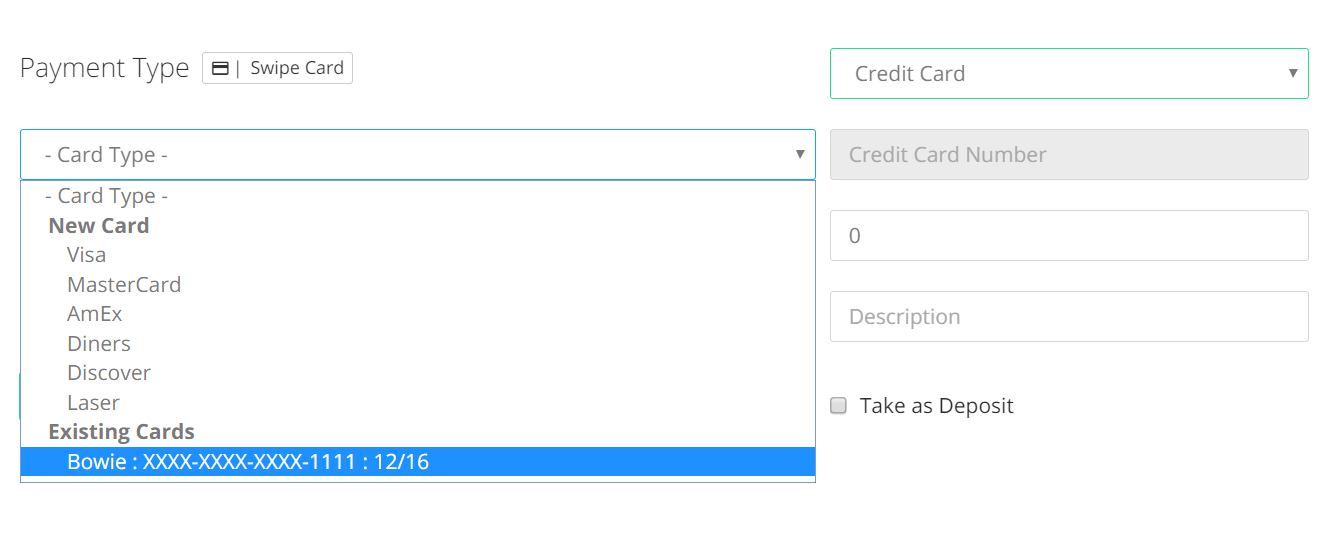 Payment Type | Swipe Card
Credit Card
- Card Type -
Credit Card Number
- Card Type -
New Card
Visa
0
MasterCard
AmEx
Description
Diners
Discover
Laser
Take as Deposit
Existing Cards
Bowie : XXXX-XXXX-XXXX-1111 : 12/16